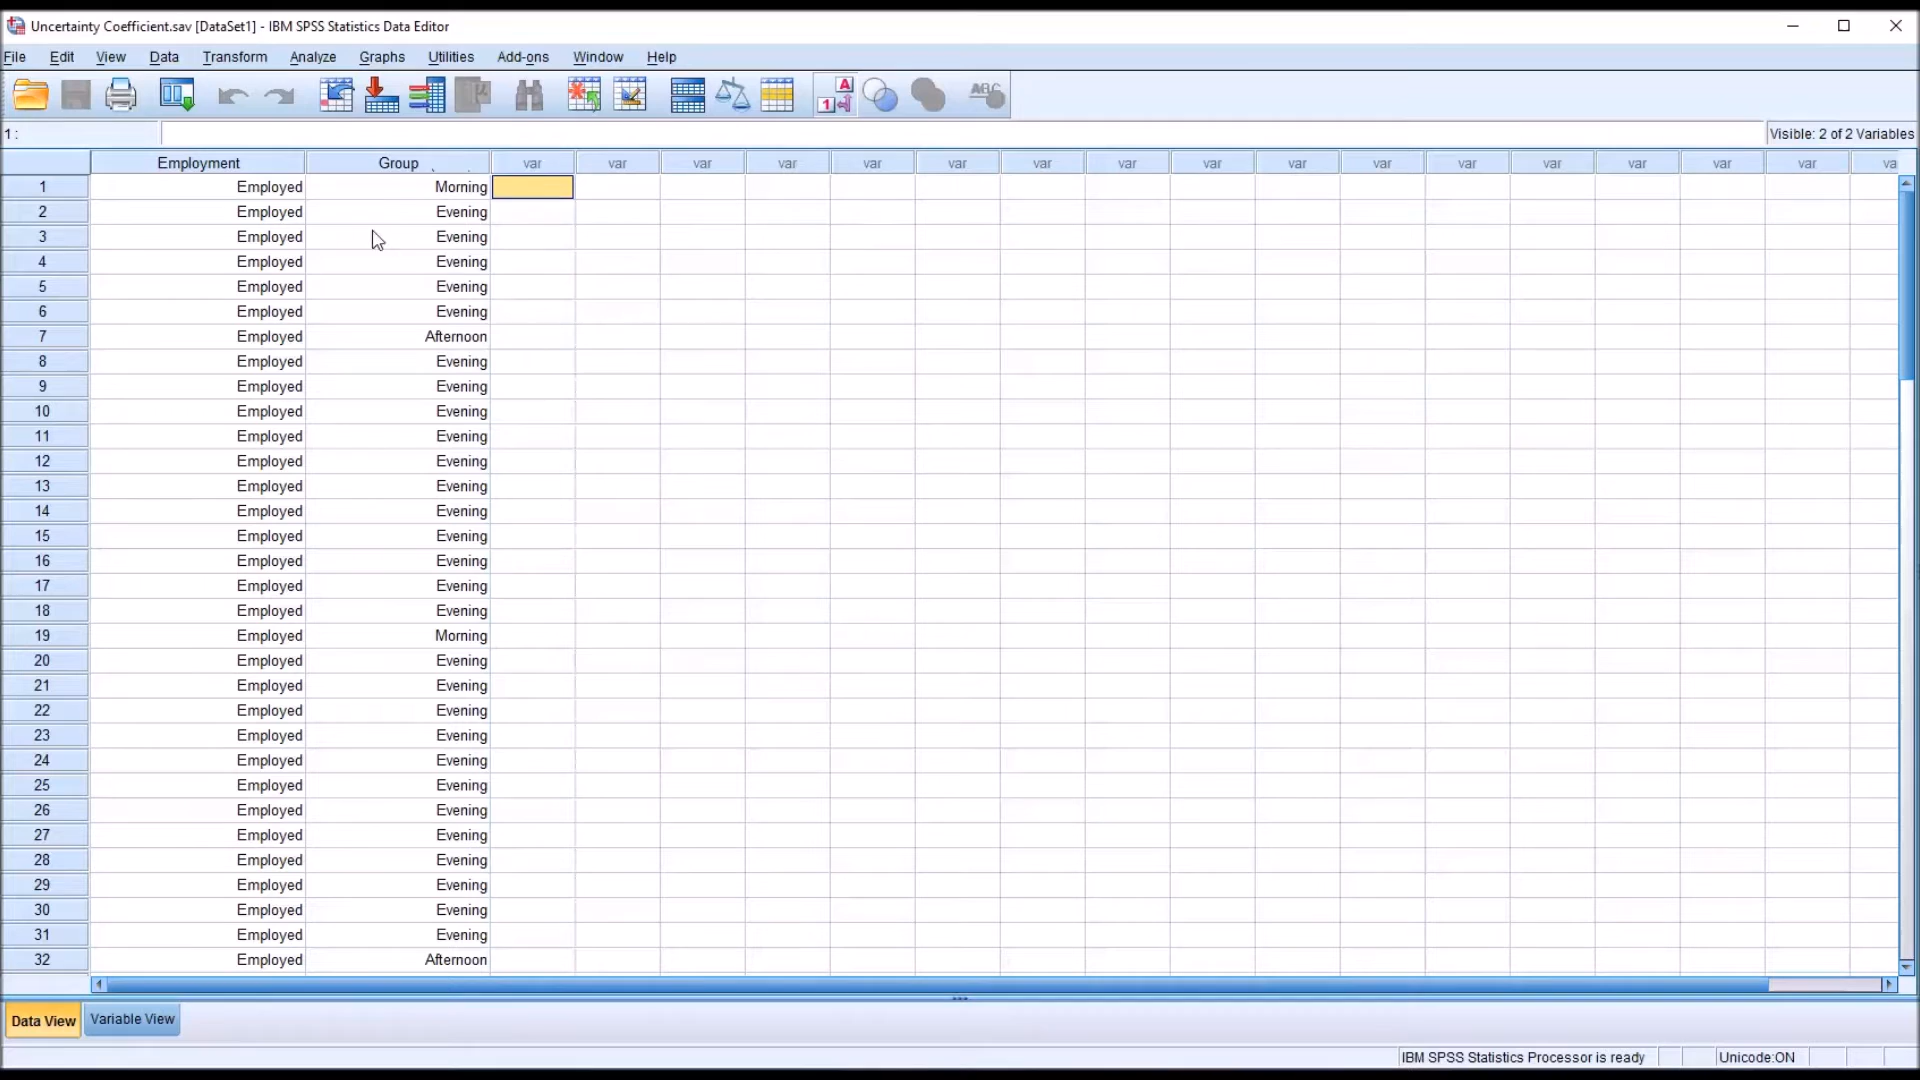 Uncertainty Coefficient.sav [DataSet1] - IBM SPSS Statistics Data Editor
File Edit View Data Transform Analyze Graphs Utilities Add-ons Window Help
A
1
ABC
1 :
Visible: 2 of 2 Variables
Employment Group var var var var var var var var var var var var var var var var va
1 Employed Morning
2 Employed Evening
3 Employed Evening
4 Employed Evening
5 Employed Evening
6 Employed Evening
7 Employed Afternoon
8 Employed Evening
9 Employed Evening
10 Employed Evening
11 Employed Evening
12 Employed Evening
13 Employed Evening
14 Employed Evening
15 Employed Evening
16 Employed Evening
17 Employed Evening
18 Employed Evening
19 Employed Morning
20 Employed Evening
21 Employed Evening
22 Employed Evening
23 Employed Evening
24 Employed Evening
25 Employed Evening
26 Employed Evening
27 Employed Evening
28 Employed Evening
29 Employed Evening
30 Employed Evening
31 Employed Evening
32 Employed Afternoon
Data View Variable View
IBM SPSS Statistics Processor is ready Unicode:ON